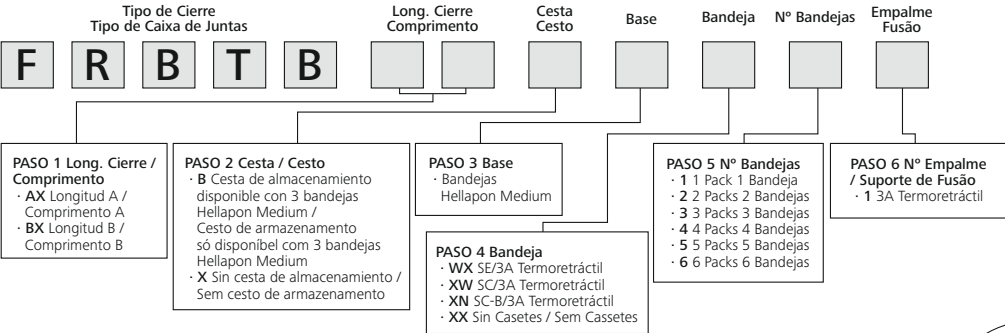 Tipo de Cierre
Tipo de Caixa de Juntas
Long. Cierre
Comprimento
Cesta
Cesto
Base
Bandeja
Nº Bandejas
Empalme
Fusão
F R B T B
PASO 1 Long. Cierre /
Comprimento
· AX Longitud A /
Comprimento A
· BX Longitud B /
Comprimento B
PASO 2 Cesta / Cesto
· B Cesta de almacenamiento
disponible con 3 bandejas
Hellapon Medium /
Cesto de armazenamento
só disponíbel com 3 bandejas
Hellapon Medium
· X Sin cesta de almacenamiento /
Sem cesto de armazenamento
PASO 3 Base
· Bandejas
Hellapon Medium
PASO 4 Bandeja
· WX SE/3A Termoretráctil
· XW SC/3A Termoretráctil
· XN SC-B/3A Termoretráctil
· XX Sin Casetes / Sem Cassetes
PASO 5 Nº Bandejas
· 1 1 Pack 1 Bandeja
· 2 2 Packs 2 Bandejas
· 3 3 Packs 3 Bandejas
· 4 4 Packs 4 Bandejas
· 5 5 Packs 5 Bandejas
· 6 6 Packs 6 Bandejas
PASO 6 Nº Empalme
/ Suporte de Fusão
· 1 3A Termoretráctil